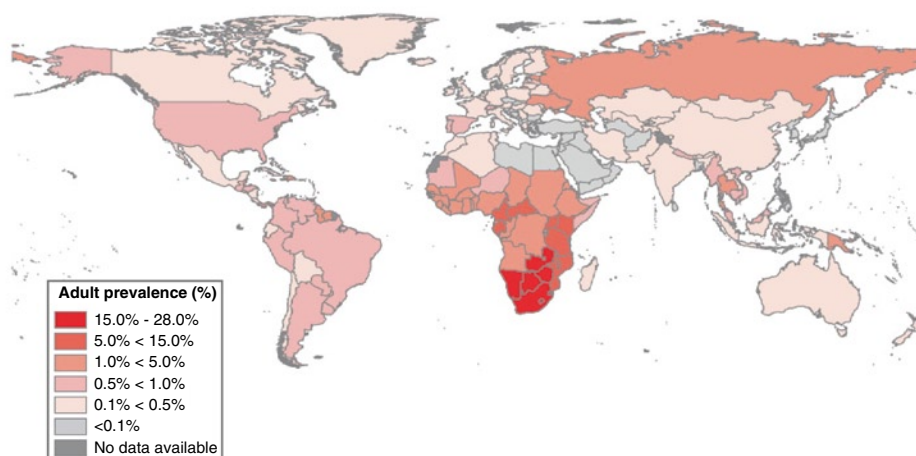 Adult prevalence (%)
15.0% - 28.0%
5.0% < 15.0%
1.0% < 5.0%
0.5% < 1.0%
0.1% < 0.5%
<0.1%
No data available